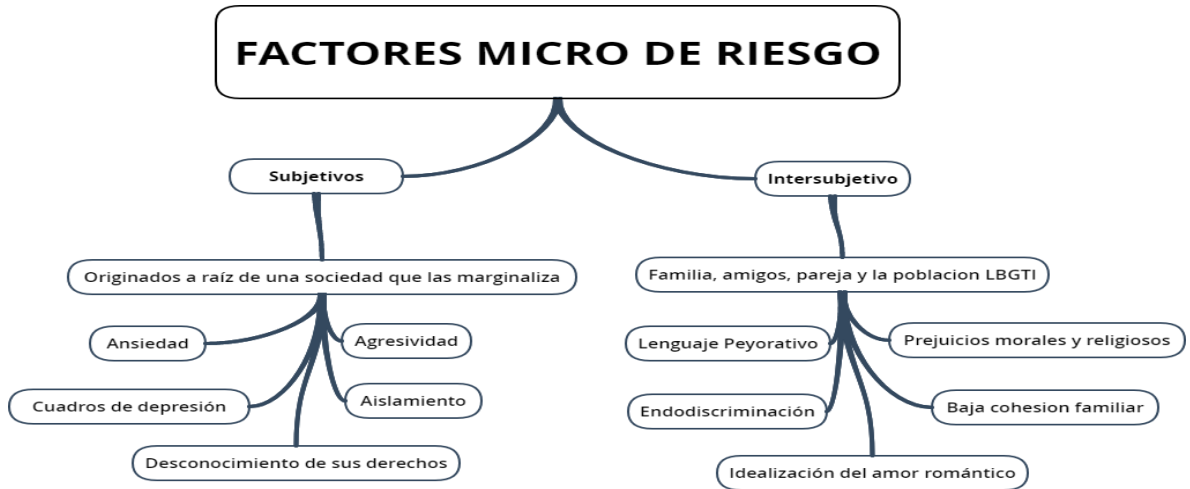 FACTORES MICRO DE RIESGO
Subjetivos
Intersubjetivo
Originados a raíz de una sociedad que las marginaliza
Familia, amigos, pareja y la poblacion LBGTI
Ansiedad
Agresividad
Lenguaje Peyorativo
Prejuicios morales y religiosos
Cuadros de depresión
Aislamiento
Endodiscriminación
Baja cohesion familiar
Desconocimiento de sus derechos
Idealización del amor romántico